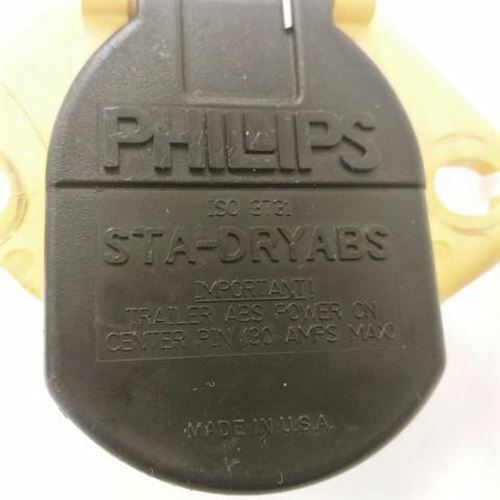 PHILLIPS
ISO 3731
STA-DRYABS
IMPORTANT!
TRAILER ABS POWER ON
CENTER PIN (30 AMPS MAX)
MADE IN U.S.A.